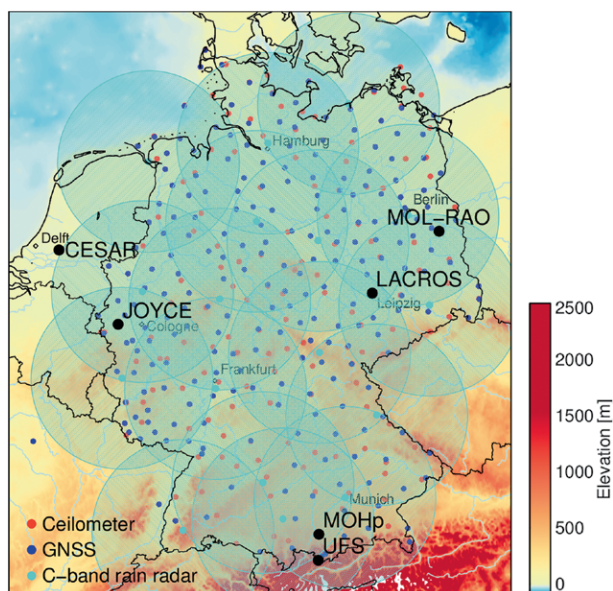 Hamburg
Berlin
MOL-RAO
Delft
CESAR
LACROS
Leipzig
JOYCE
Cologne
Frankfurt
Munich
MOHp
UFS
Ceilometer
GNSS
C-band rain radar
2500
2000
1500
1000
500
0
Elevation [m]